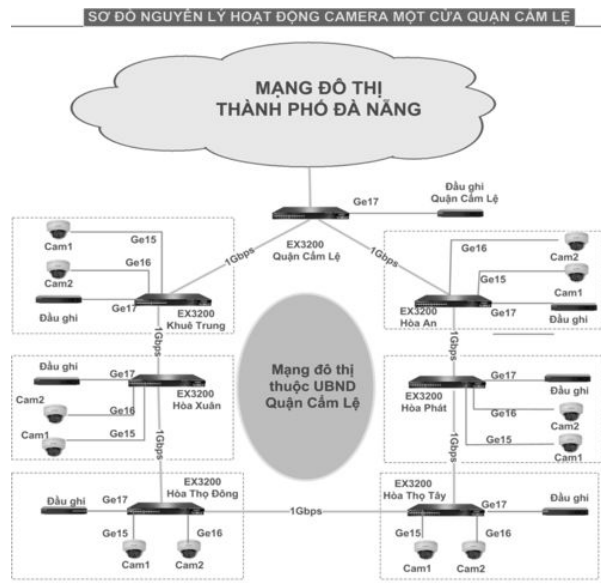 SƠ ĐỒ NGUYÊN LÝ HOẠT ĐỘNG CAMERA MỘT CỬA QUẬN CẨM LỆ
MẠNG ĐÔ THỊ
THÀNH PHỐ ĐÀ NẴNG
Ge17
Đầu ghi
Quận Cẩm Lệ
EX3200
Quận Cẩm Lệ
1Gbps
1Gbps
Cam1
Ge15
Cam2
Ge16
Ge17
Đầu ghi
EX3200
Khuê Trung
Ge16
Cam2
Ge15
Cam1
Ge17
Đầu ghi
EX3200
Hòa An
1Gbps
1Gbps
Mạng đô thị
thuộc UBND
Quận Cẩm Lệ
Đầu ghi
Ge17
Cam2
Ge16
Cam1
Ge15
EX3200
Hòa Xuân
Ge17
Đầu ghi
Ge16
Cam2
Ge15
Cam1
EX3200
Hòa Phát
1Gbps
1Gbps
EX3200
Hòa Thọ Đông
Đầu ghi
Ge17
Ge15
Ge16
Cam1
Cam2
1Gbps
EX3200
Hòa Thọ Tây
Ge17
Đầu ghi
Ge15
Ge16
Cam1
Cam2